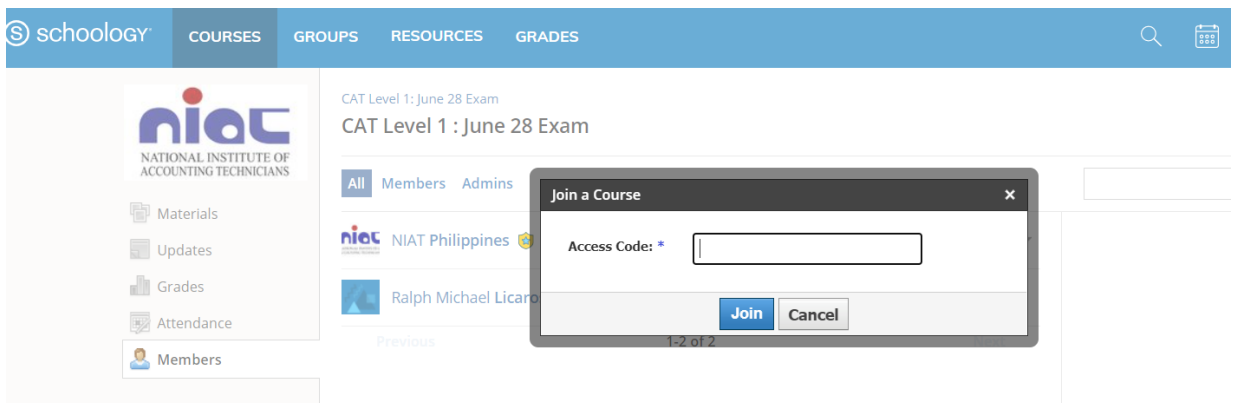 schoology COURSES GROUPS RESOURCES GRADES
niat
NATIONAL INSTITUTE OF
ACCOUNTING TECHNICIANS
Materials
Updates
Grades
Attendance
Members
CAT Level 1: June 28 Exam
CAT Level 1 : June 28 Exam
All Members Admins
NIAT Philippines
Ralph Michael Licaro
Previous 1-2 of 2 Next
Join a Course ×
Access Code: *
Join Cancel